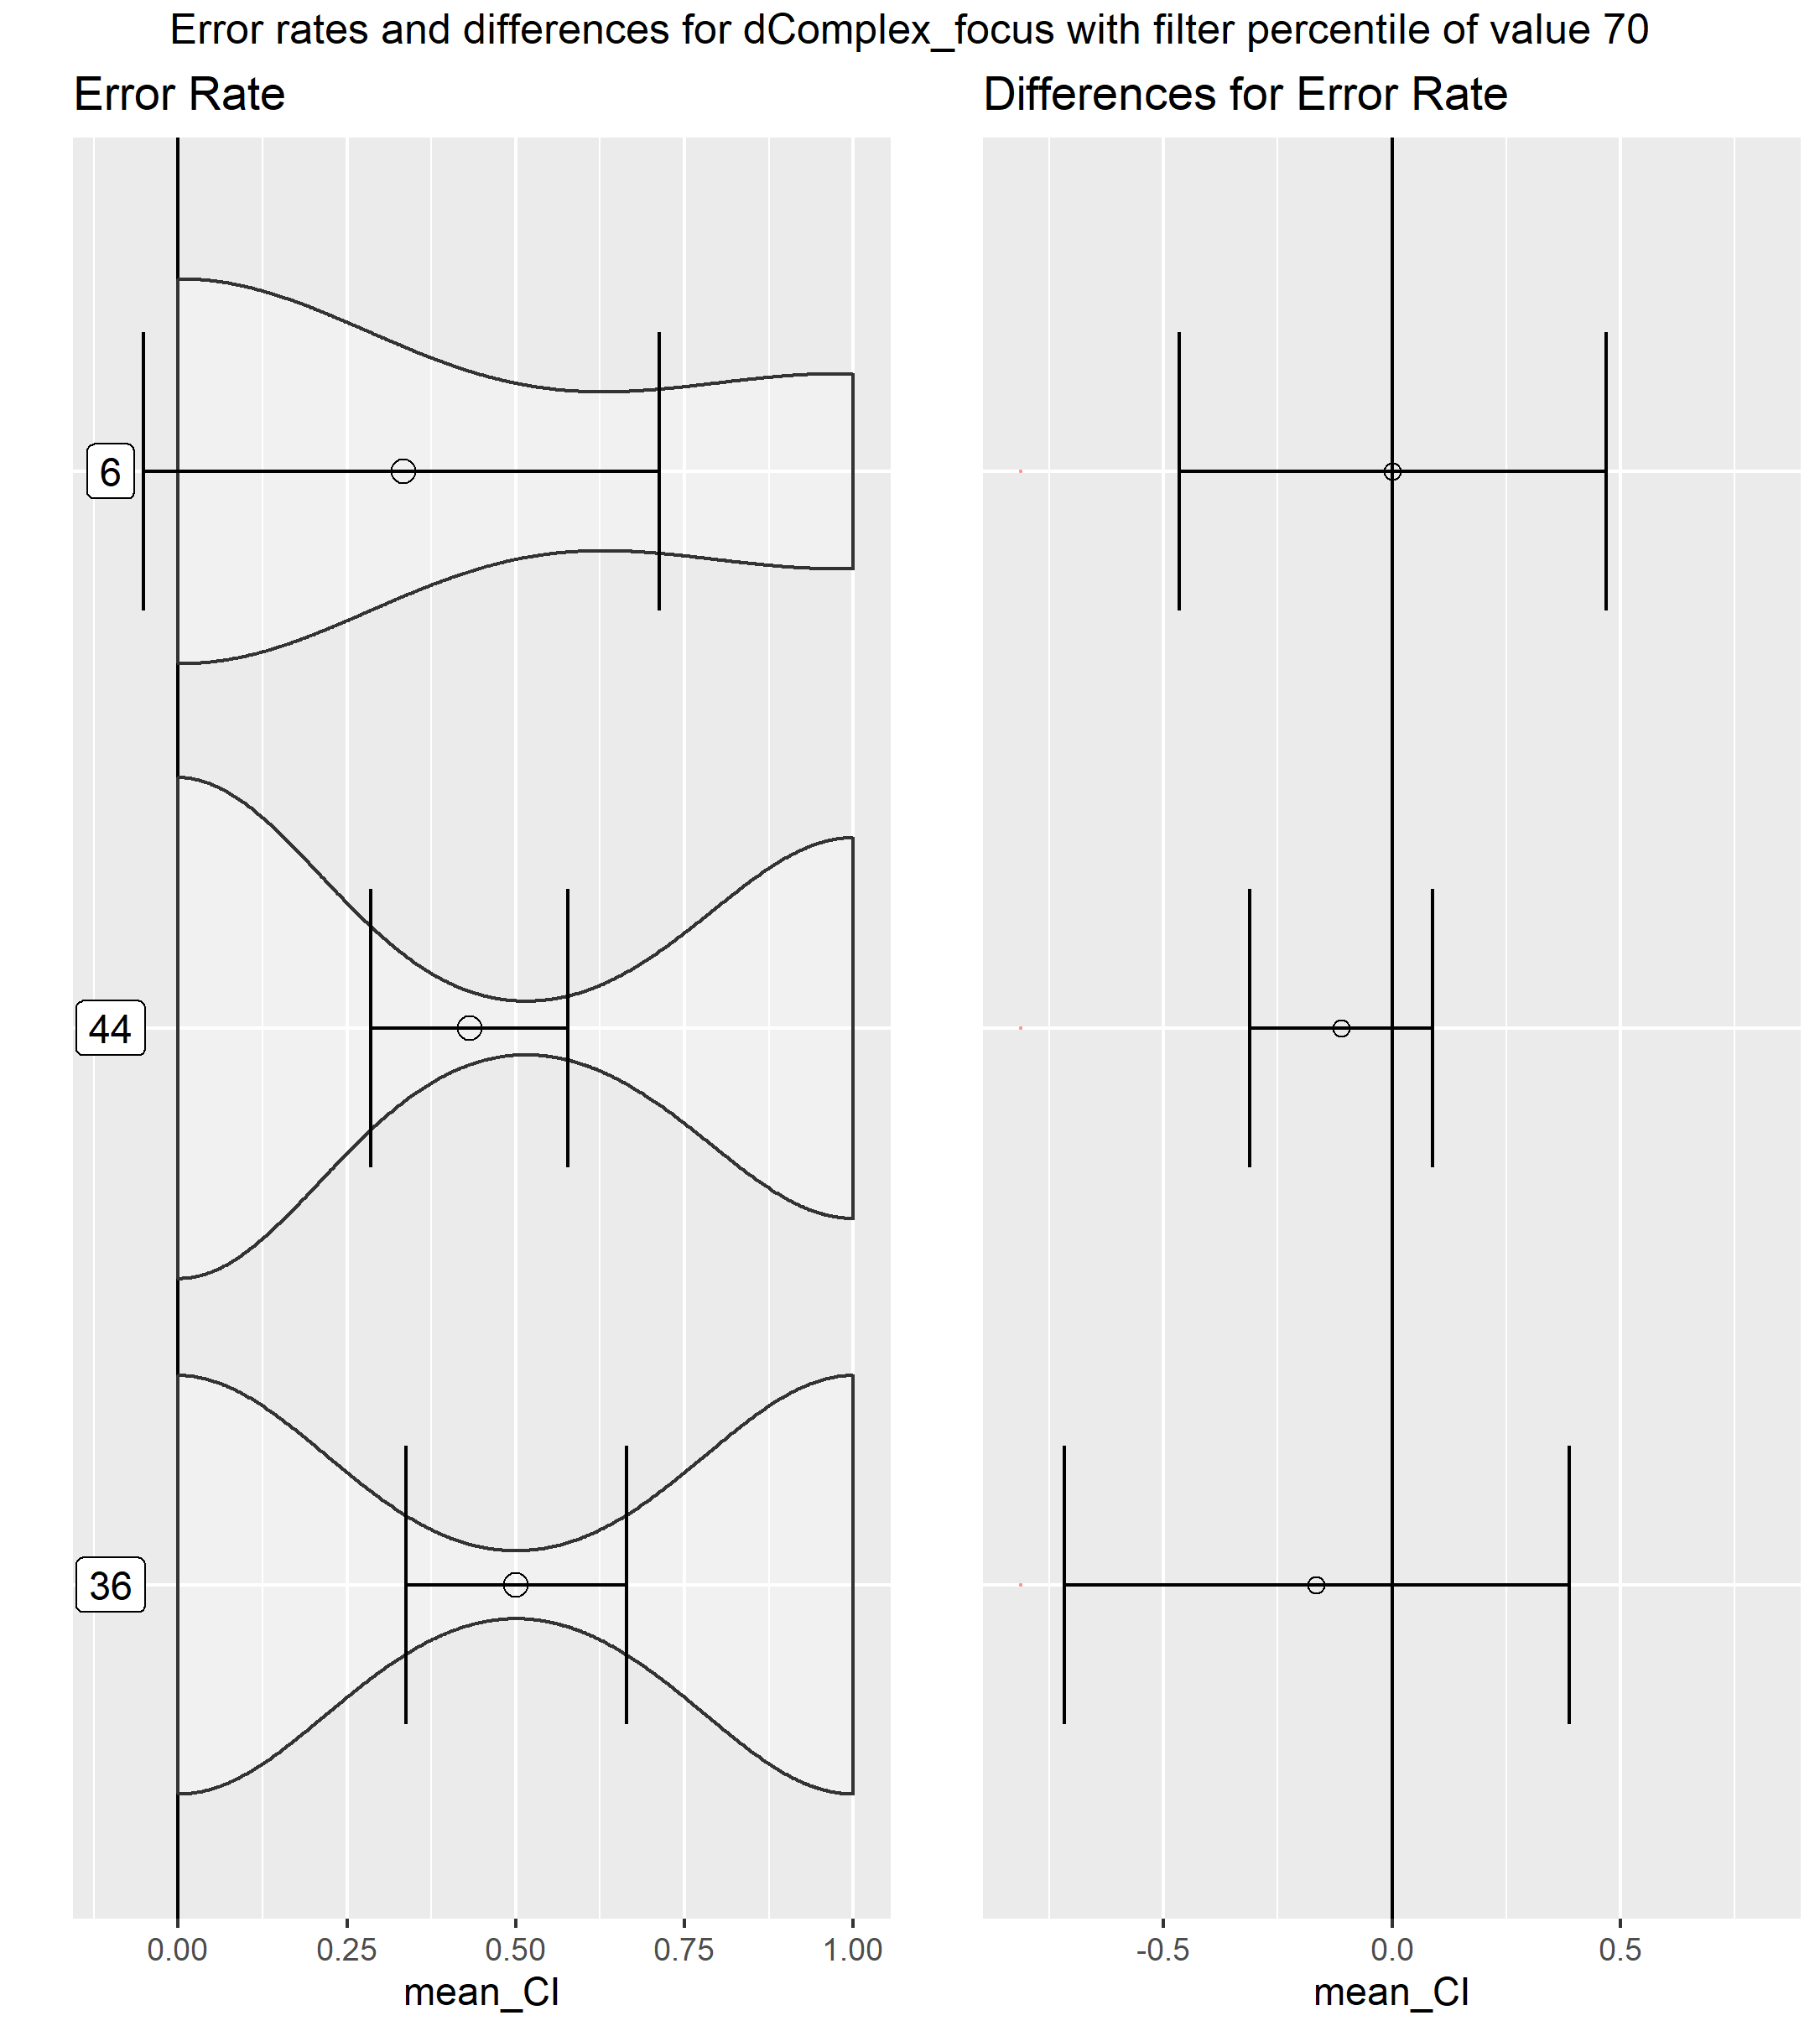 Error rates and differences for dComplex_focus with filter percentile of value 70
Error Rate
Differences for Error Rate
6
44
36
0.00 0.25 0.50 0.75 1.00
-0.5 0.0 0.5
mean_CI
mean_CI